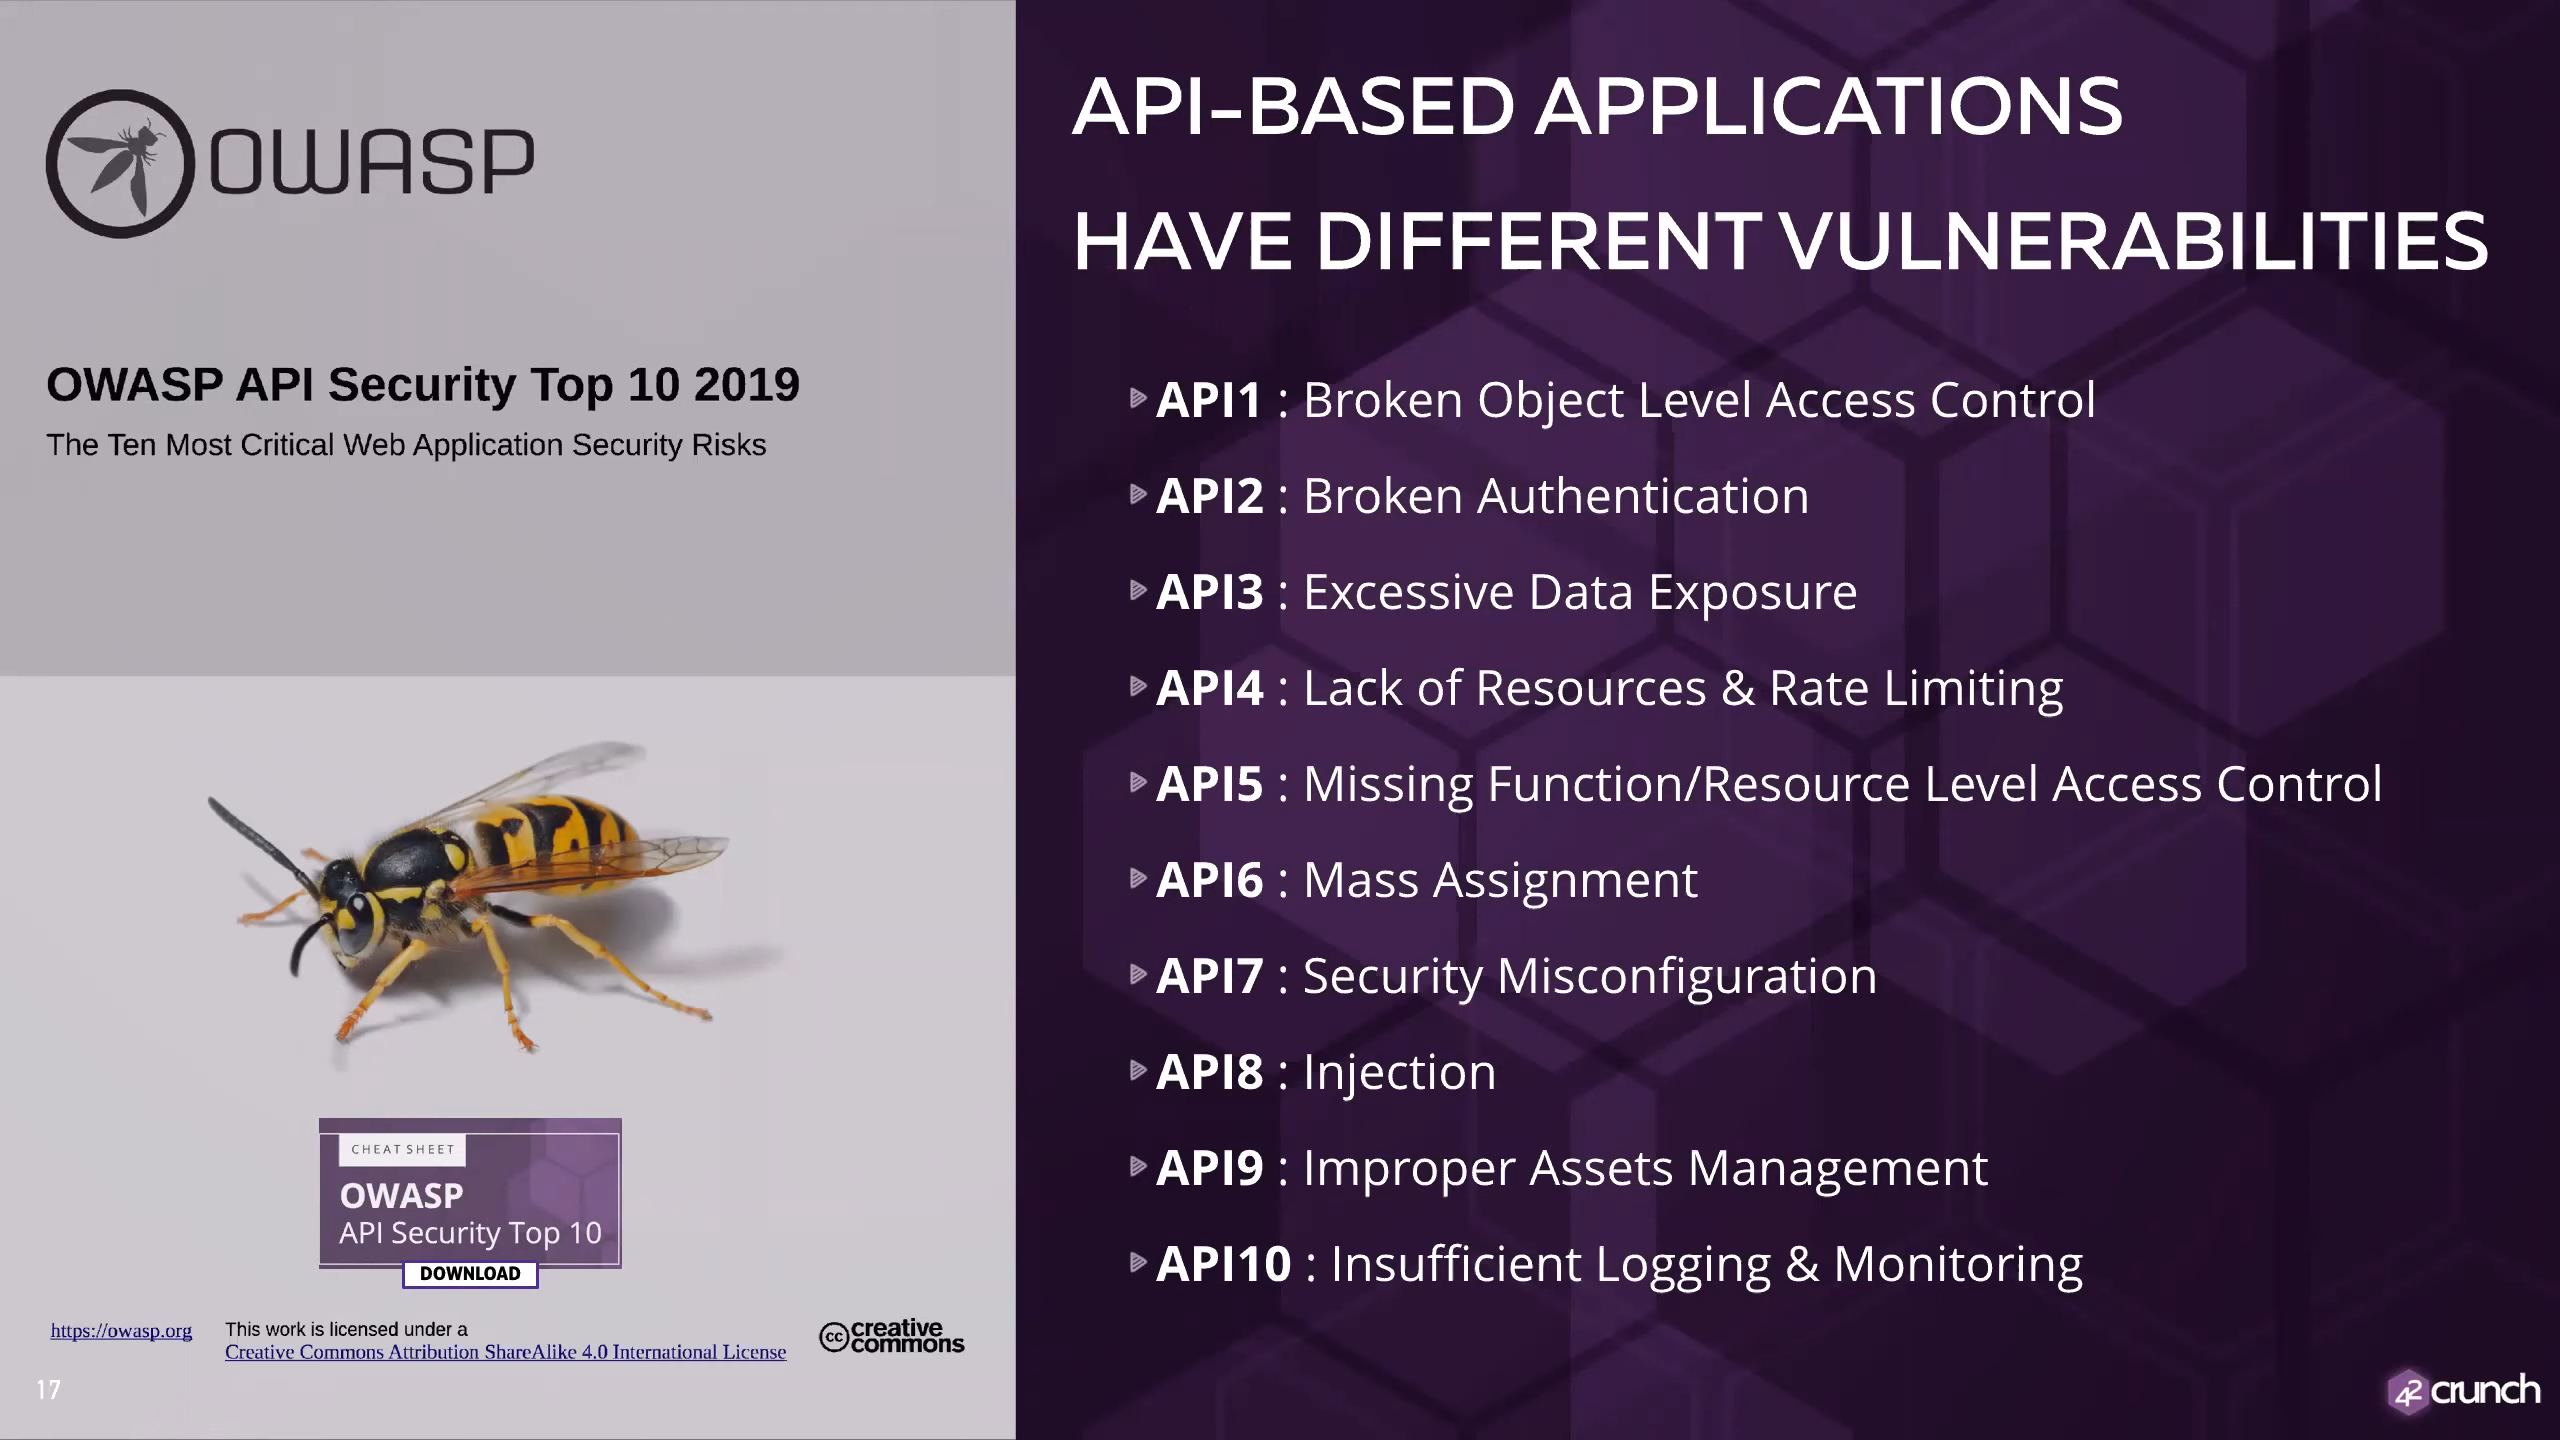 OWASP
OWASP API Security Top 10 2019
The Ten Most Critical Web Application Security Risks
CHEAT SHEET
OWASP
API Security Top 10
DOWNLOAD
https://owasp.org
This work is licensed under a
Creative Commons Attribution ShareAlike 4.0 International License
cc creative
commons
17
API-BASED APPLICATIONS
HAVE DIFFERENT VULNERABILITIES
API1 : Broken Object Level Access Control
API2 : Broken Authentication
API3 : Excessive Data Exposure
API4 : Lack of Resources & Rate Limiting
API5 : Missing Function/Resource Level Access Control
API6 : Mass Assignment
API7 : Security Misconfiguration
API8 : Injection
API9 : Improper Assets Management
API10 : Insufficient Logging & Monitoring
42 crunch